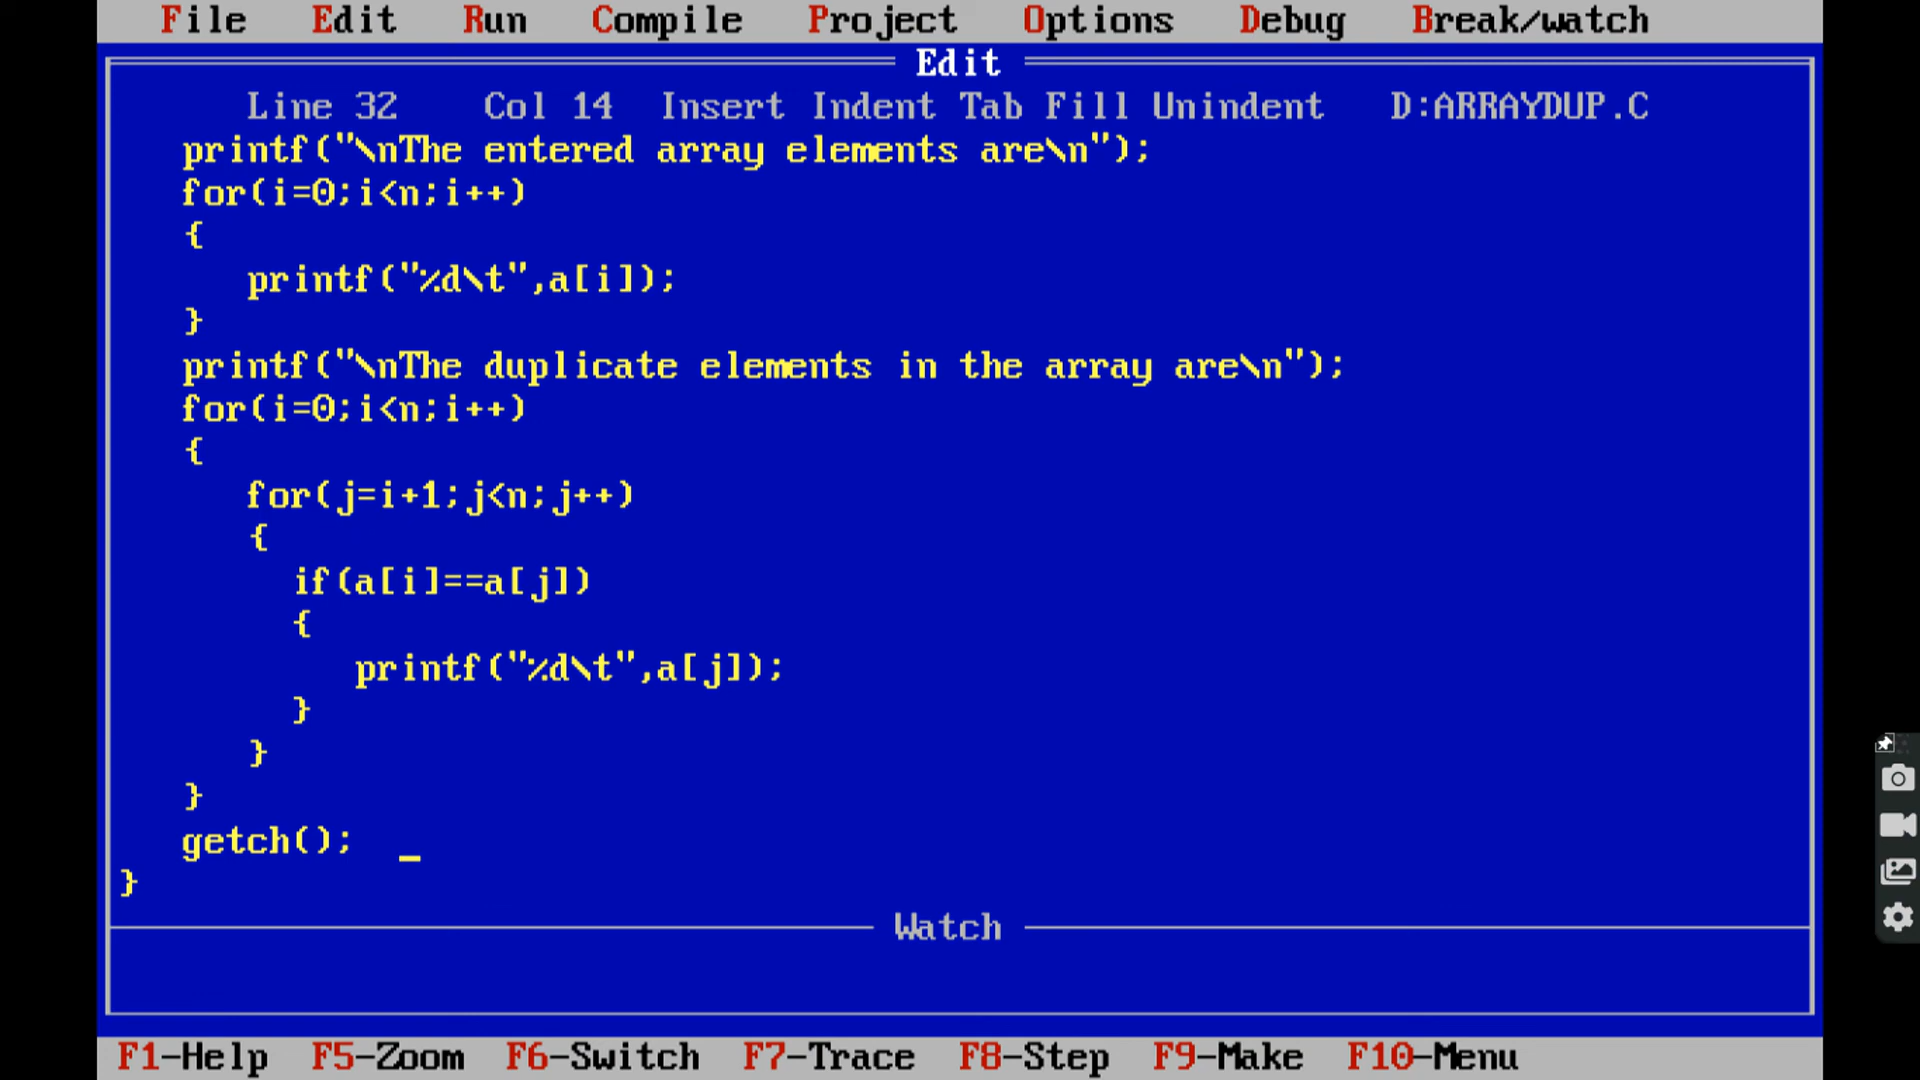 File Edit Run Compile Project Options Debug Break/watch
Edit
Line 32 Col 14 Insert Indent Tab Fill Unindent D:ARRAYDUP.C
printf("\nThe entered array elements are\n");
for(i=0;i<n;i++)
{
printf("%d\t",a[i]);
}
printf("\nThe duplicate elements in the array are\n");
for(i=0;i<n;i++)
{
for(j=i+1;j<n;j++)
{
if(a[i]==a[j])
{
printf("%d\t",a[j]);
}
}
}
getch(); _
}
Watch
F1-Help F5-Zoom F6-Switch F7-Trace F8-Step F9-Make F10-Menu